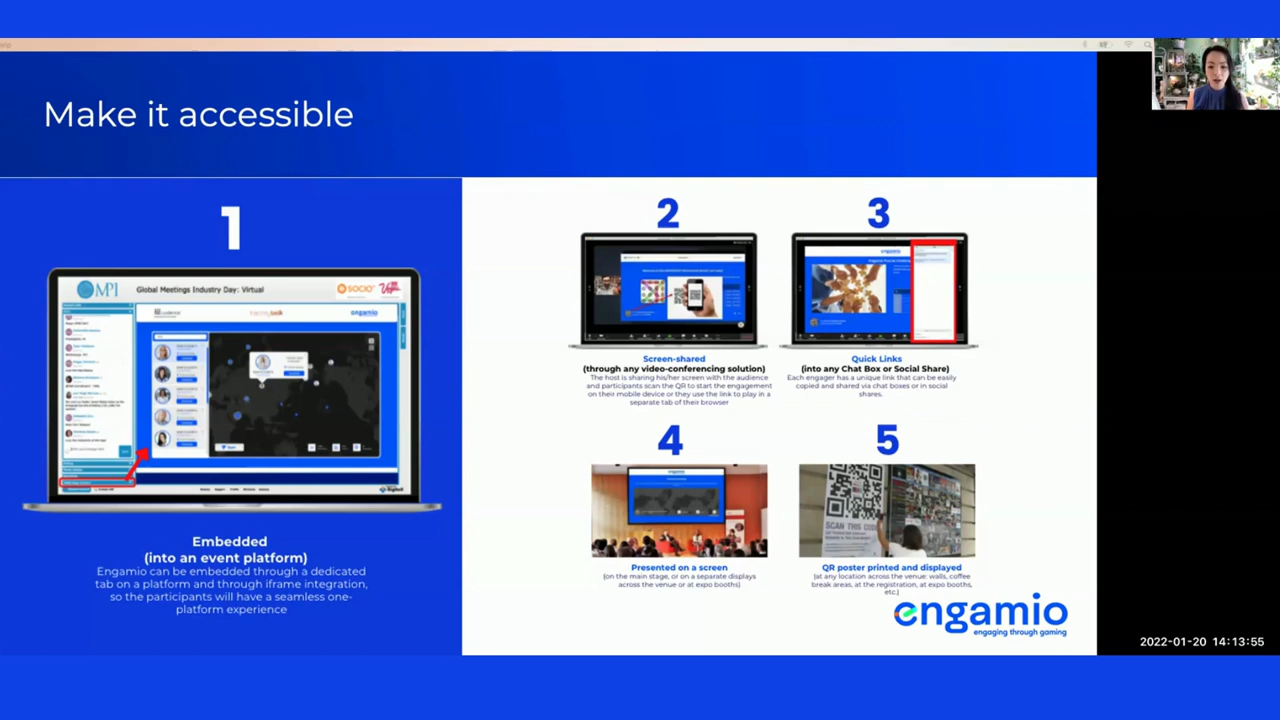 Make it accessible
1
MPI
Global Meetings Industry Day: Virtual
SOCIO
engamio
Embedded
(into an event platform)
Engamio can be embedded through a dedicated
tab on a platform and through iframe integration,
so the participants will have a seamless one-
platform experience
2
Screen-shared
(through any video-conferencing solution)
The host is sharing his/her screen with the audience
and participants scan the QR to start the engagement
on their mobile device or they use the link to play in a
separate tab of their browser
3
Quick Links
(into any Chat Box or Social Share)
Each engager has a unique link that can be easily
copied and shared via chat boxes or in social
shares.
4
engamio
Presented on a screen
(on the main stage, or on a separate displays
across the venue or at expo booths)
5
SCAN THIS CODE
QR poster printed and displayed
(at any location across the venue: walls, coffee
break areas, at the registration, at expo booths,
etc.)
engamio
engaging through gaming
2022-01-20 14:13:55